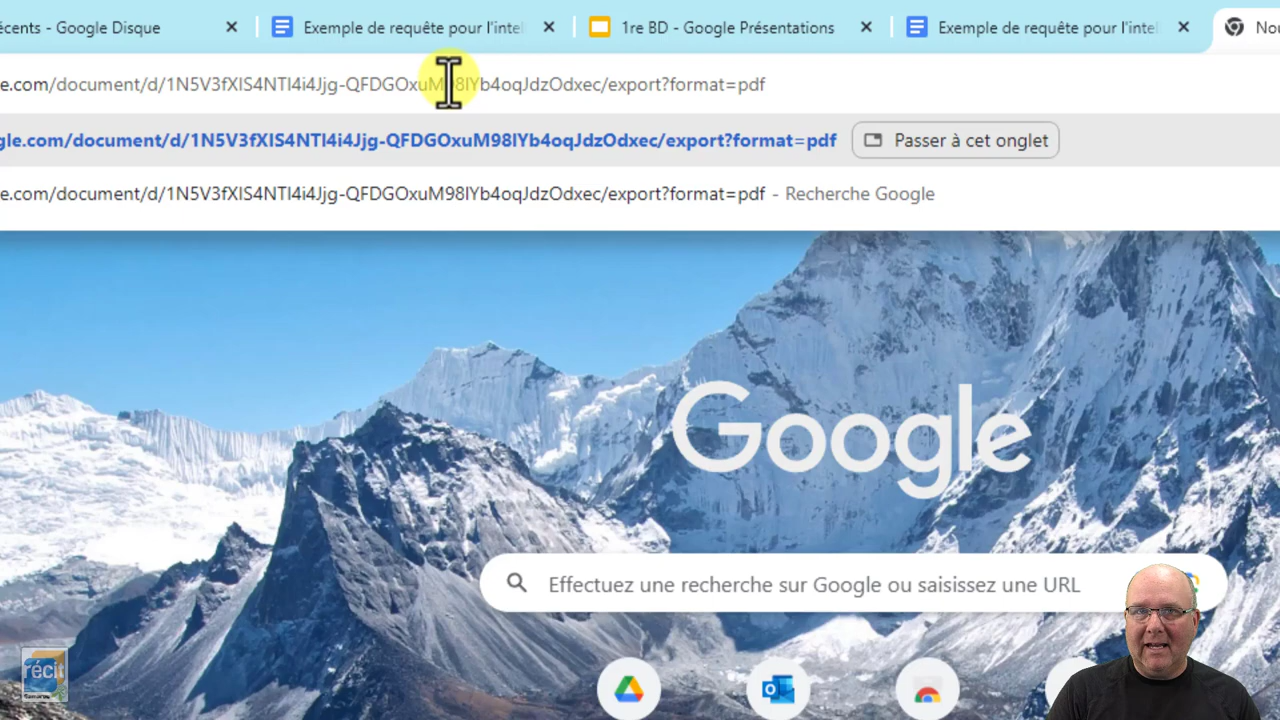 écents - Google Disque
Exemple de requête pour l'intel
1re BD - Google Présentations
Exemple de requête pour l'intel
Nou
e.com/document/d/1N5V3fXIS4NTI4i4Jjg-QFDGOxuM98IYb4oqJdzOdxec/export?format=pdf
gle.com/document/d/1N5V3fXIS4NTI4i4Jjg-QFDGOxuM98IYb4oqJdzOdxec/export?format=pdf
Passer à cet onglet
e.com/document/d/1N5V3fXIS4NTI4i4Jjg-QFDGOxuM98IYb4oqJdzOdxec/export?format=pdf - Recherche Google
Google
Effectuez une recherche sur Google ou saisissez une URL
récit